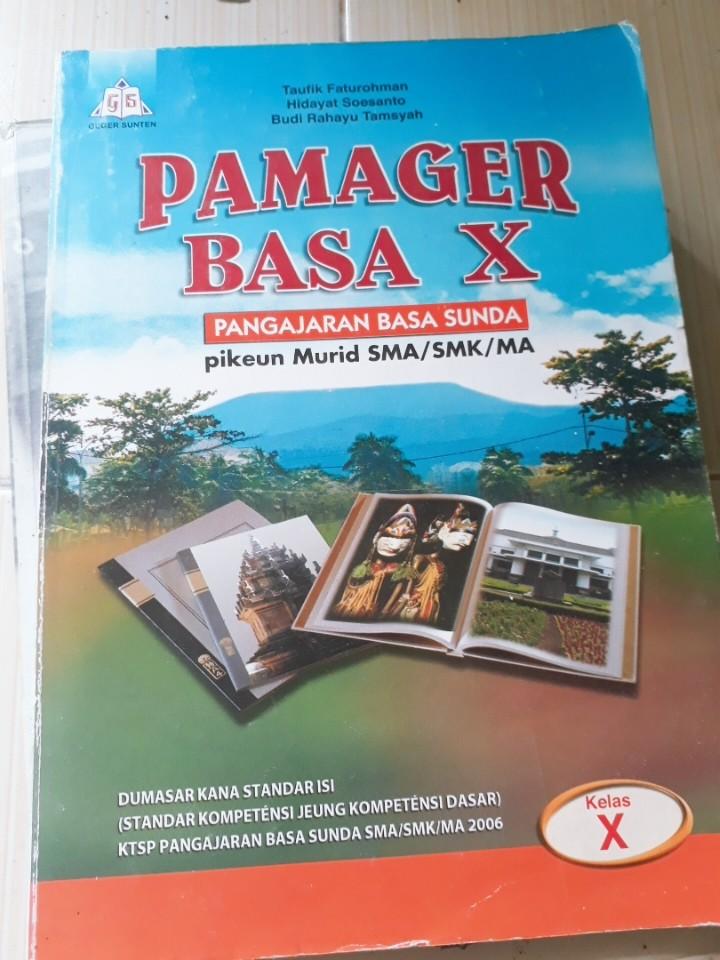 GS
GEGER SUNTEN
Taufik Faturohman
Hidayat Soesanto
Budi Rahayu Tamsyah
PAMAGER
BASA X
PANGAJARAN BASA SUNDA
pikeun Murid SMA/SMK/MA
DUMASAR KANA STANDAR ISI
(STANDAR KOMPETÉNSI JEUNG KOMPETÉNSI DASAR)
KTSP PANGAJARAN BASA SUNDA SMA/SMK/MA 2006
Kelas
X